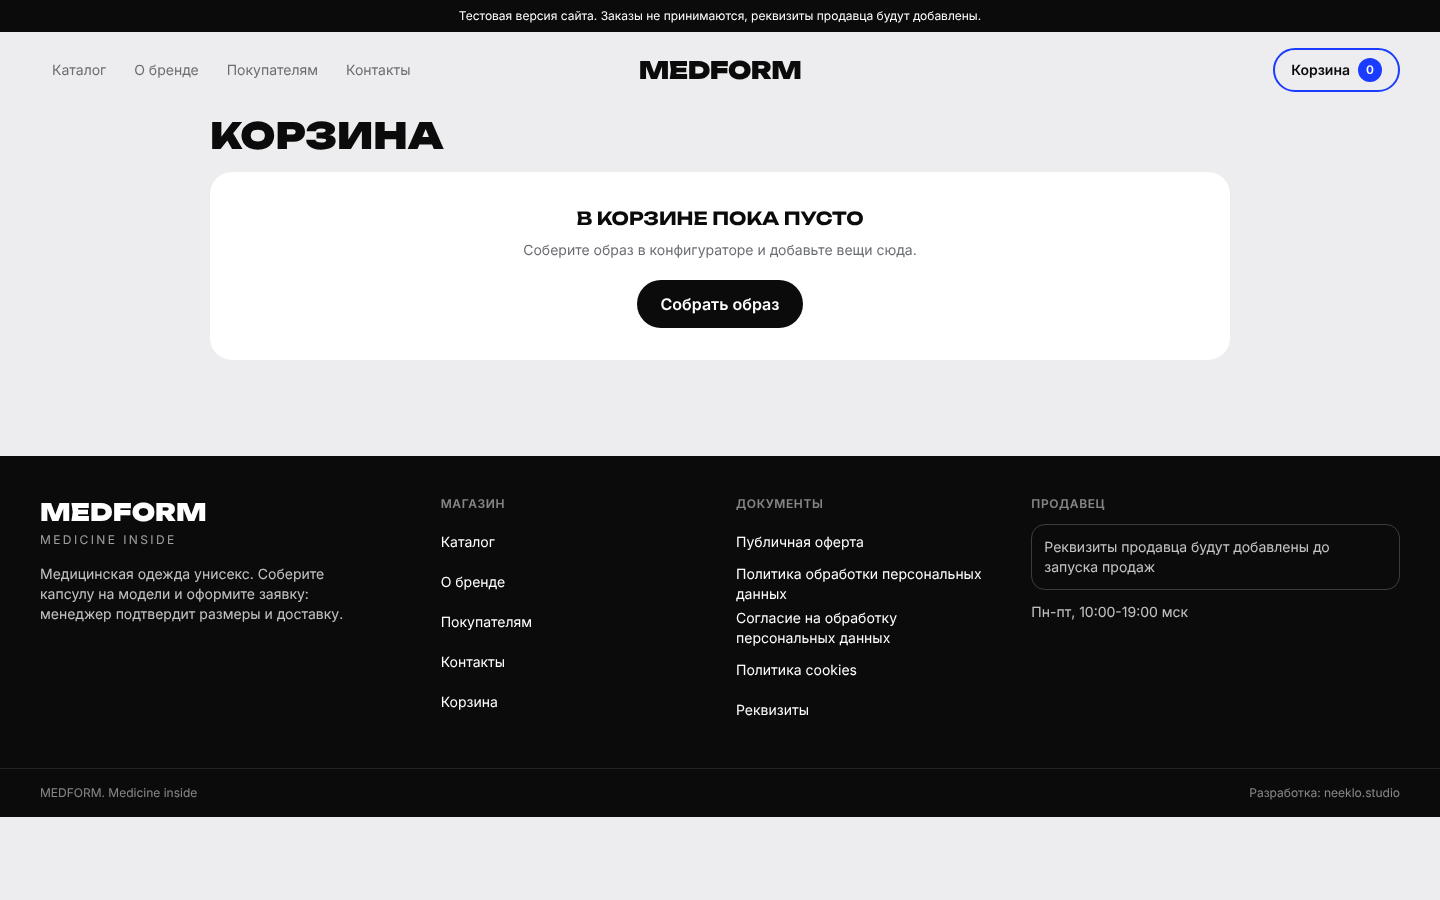 Тестовая версия сайта. Заказы не принимаются, реквизиты продавца будут добавлены.
Каталог
О бренде
Покупателям
Контакты
MEDFORM
Корзина 0
КОРЗИНА
В КОРЗИНЕ ПОКА ПУСТО
Соберите образ в конфигураторе и добавьте вещи сюда.
Собрать образ
MEDFORM
MEDICINE INSIDE
Медицинская одежда унисекс. Соберите
капсулу на модели и оформите заявку:
менеджер подтвердит размеры и доставку.
МАГАЗИН
Каталог
О бренде
Покупателям
Контакты
Корзина
ДОКУМЕНТЫ
Публичная оферта
Политика обработки персональных
данных
Согласие на обработку
персональных данных
Политика cookies
Реквизиты
ПРОДАВЕЦ
Реквизиты продавца будут добавлены до
запуска продаж
Пн-пт, 10:00-19:00 мск
MEDFORM. Medicine inside
Разработка: neeklo.studio